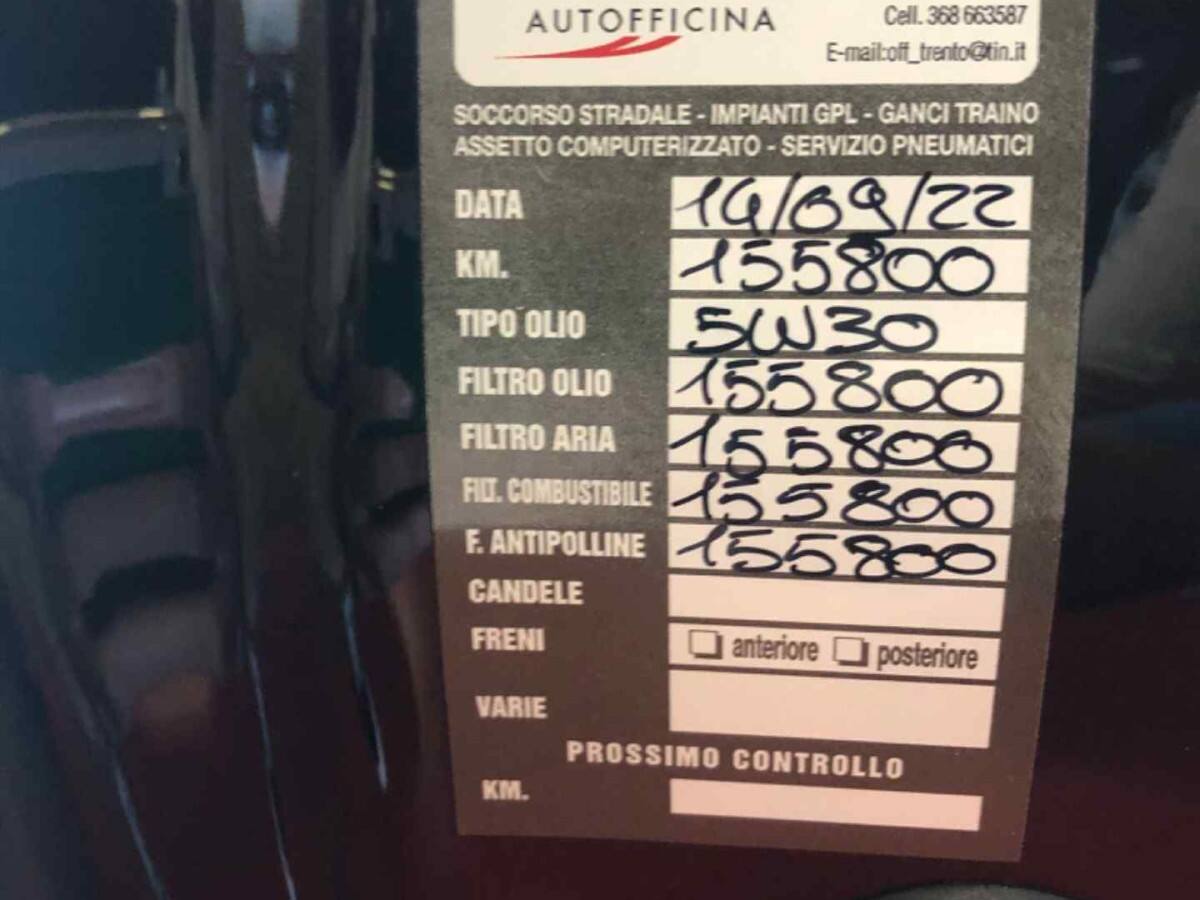 AUTOFFICINA
Cell. 368 663587
E-mail:off_trento@tin.it
SOCCORSO STRADALE - IMPIANTI GPL - GANCI TRAINO
ASSETTO COMPUTERIZZATO - SERVIZIO PNEUMATICI
DATA 14/09/22
KM. 155800
TIPO OLIO 5W30
FILTRO OLIO 155800
FILTRO ARIA 155800
FILT. COMBUSTIBILE 155800
F. ANTIPOLLINE 155800
CANDELE
FRENI anteriore posteriore
VARIE
PROSSIMO CONTROLLO
KM.